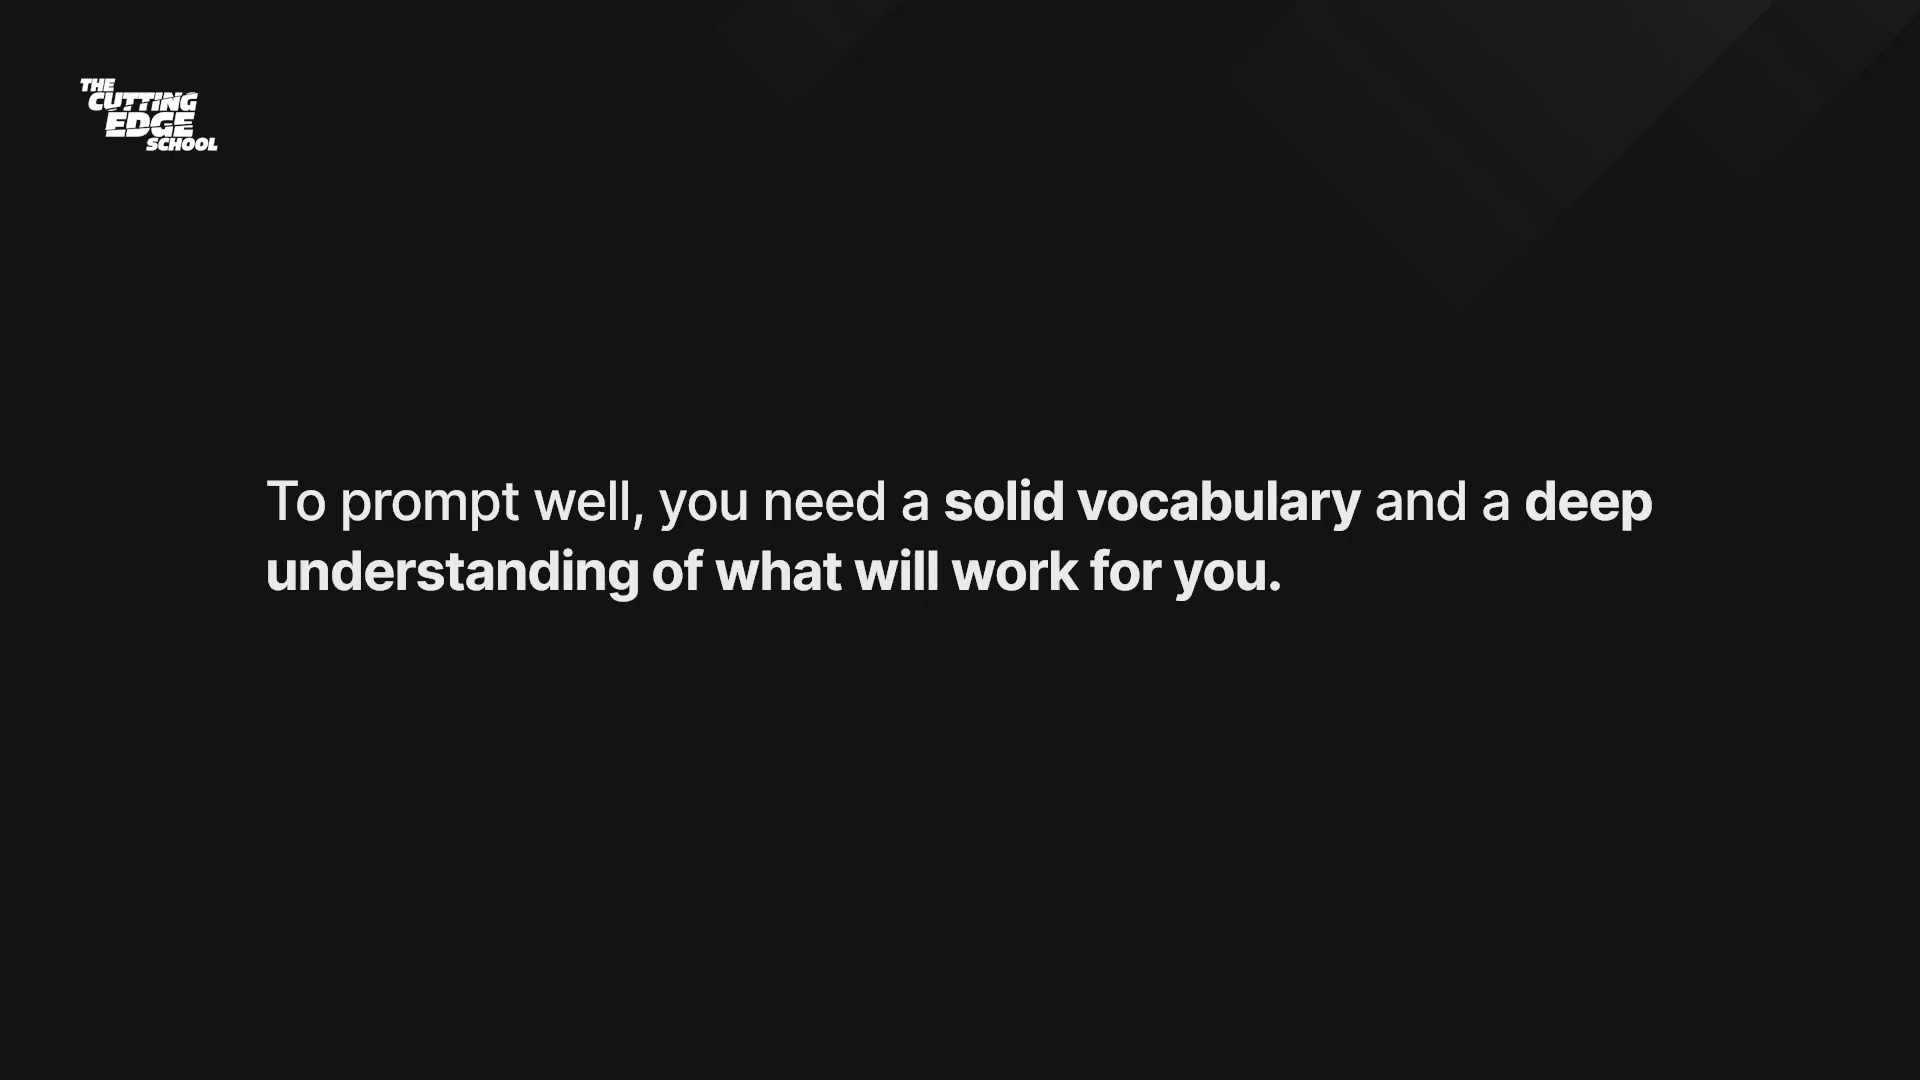 THE
CUTTING
EDGE
SCHOOL
To prompt well, you need a solid vocabulary and a deep
understanding of what will work for you.